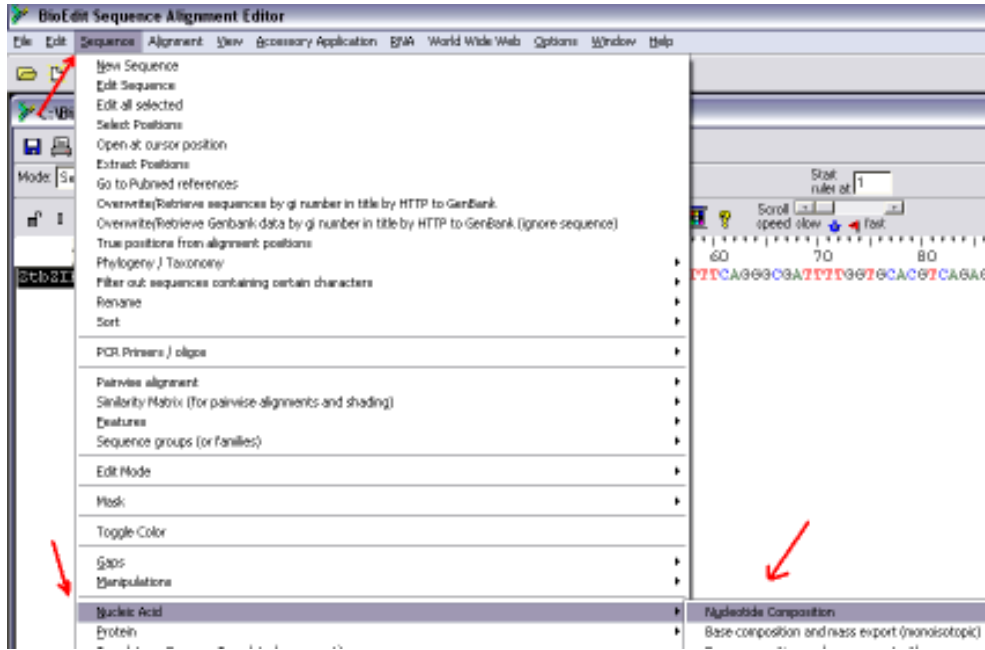 BioEdit Sequence Alignment Editor
File Edit Sequence Alignment View Accessory Application RNA World Wide Web Options Window Help
New Sequence
Edit Sequence
Edit all selected
Select Positions
Open at cursor position
Extract Positions
Mode:
Start
ruler at 1
Go to Pubmed references
Overwrite/Retrieve sequences by gi number in title by HTTP to GenBank
Scroll
speed slow fast
Overwrite/Retrieve Genbank data by gi number in title by HTTP to GenBank (ignore sequence)
True positions from alignment positions
60 70 80
Phylogeny / Taxonomy
TTTCAGGGCGATTTTGGTGCACGTCAGAG
Filter out sequences containing certain characters
Rename
Sort
PCR Primers / oligos
Pairwise alignment
Similarity Matrix (for pairwise alignments and shading)
Features
Sequence groups (or families)
Edit Mode
Mask
Toggle Color
Gaps
Manipulations
Nucleic Acid
Nucleotide Composition
Protein
Base composition and mass export (monoisotopic)